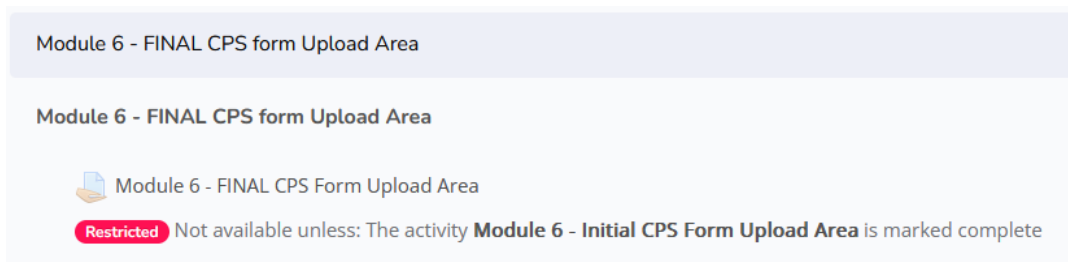 Module 6 - FINAL CPS form Upload Area
Module 6 - FINAL CPS form Upload Area
Module 6 - FINAL CPS Form Upload Area
Restricted Not available unless: The activity Module 6 - Initial CPS Form Upload Area is marked complete